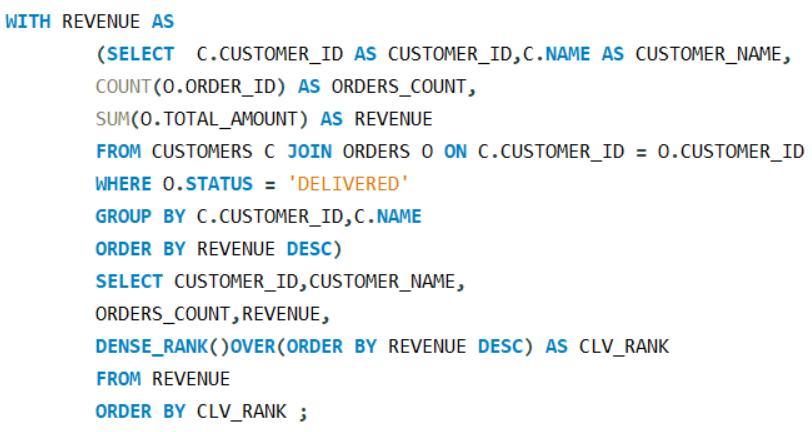 WITH REVENUE AS
(SELECT  C.CUSTOMER_ID AS CUSTOMER_ID,C.NAME AS CUSTOMER_NAME,
COUNT(O.ORDER_ID) AS ORDERS_COUNT,
SUM(O.TOTAL_AMOUNT) AS REVENUE
FROM CUSTOMERS C JOIN ORDERS O ON C.CUSTOMER_ID = O.CUSTOMER_ID
WHERE O.STATUS = 'DELIVERED'
GROUP BY C.CUSTOMER_ID,C.NAME
ORDER BY REVENUE DESC)
SELECT CUSTOMER_ID,CUSTOMER_NAME,
ORDERS_COUNT,REVENUE,
DENSE_RANK()OVER(ORDER BY REVENUE DESC) AS CLV_RANK
FROM REVENUE
ORDER BY CLV_RANK ;